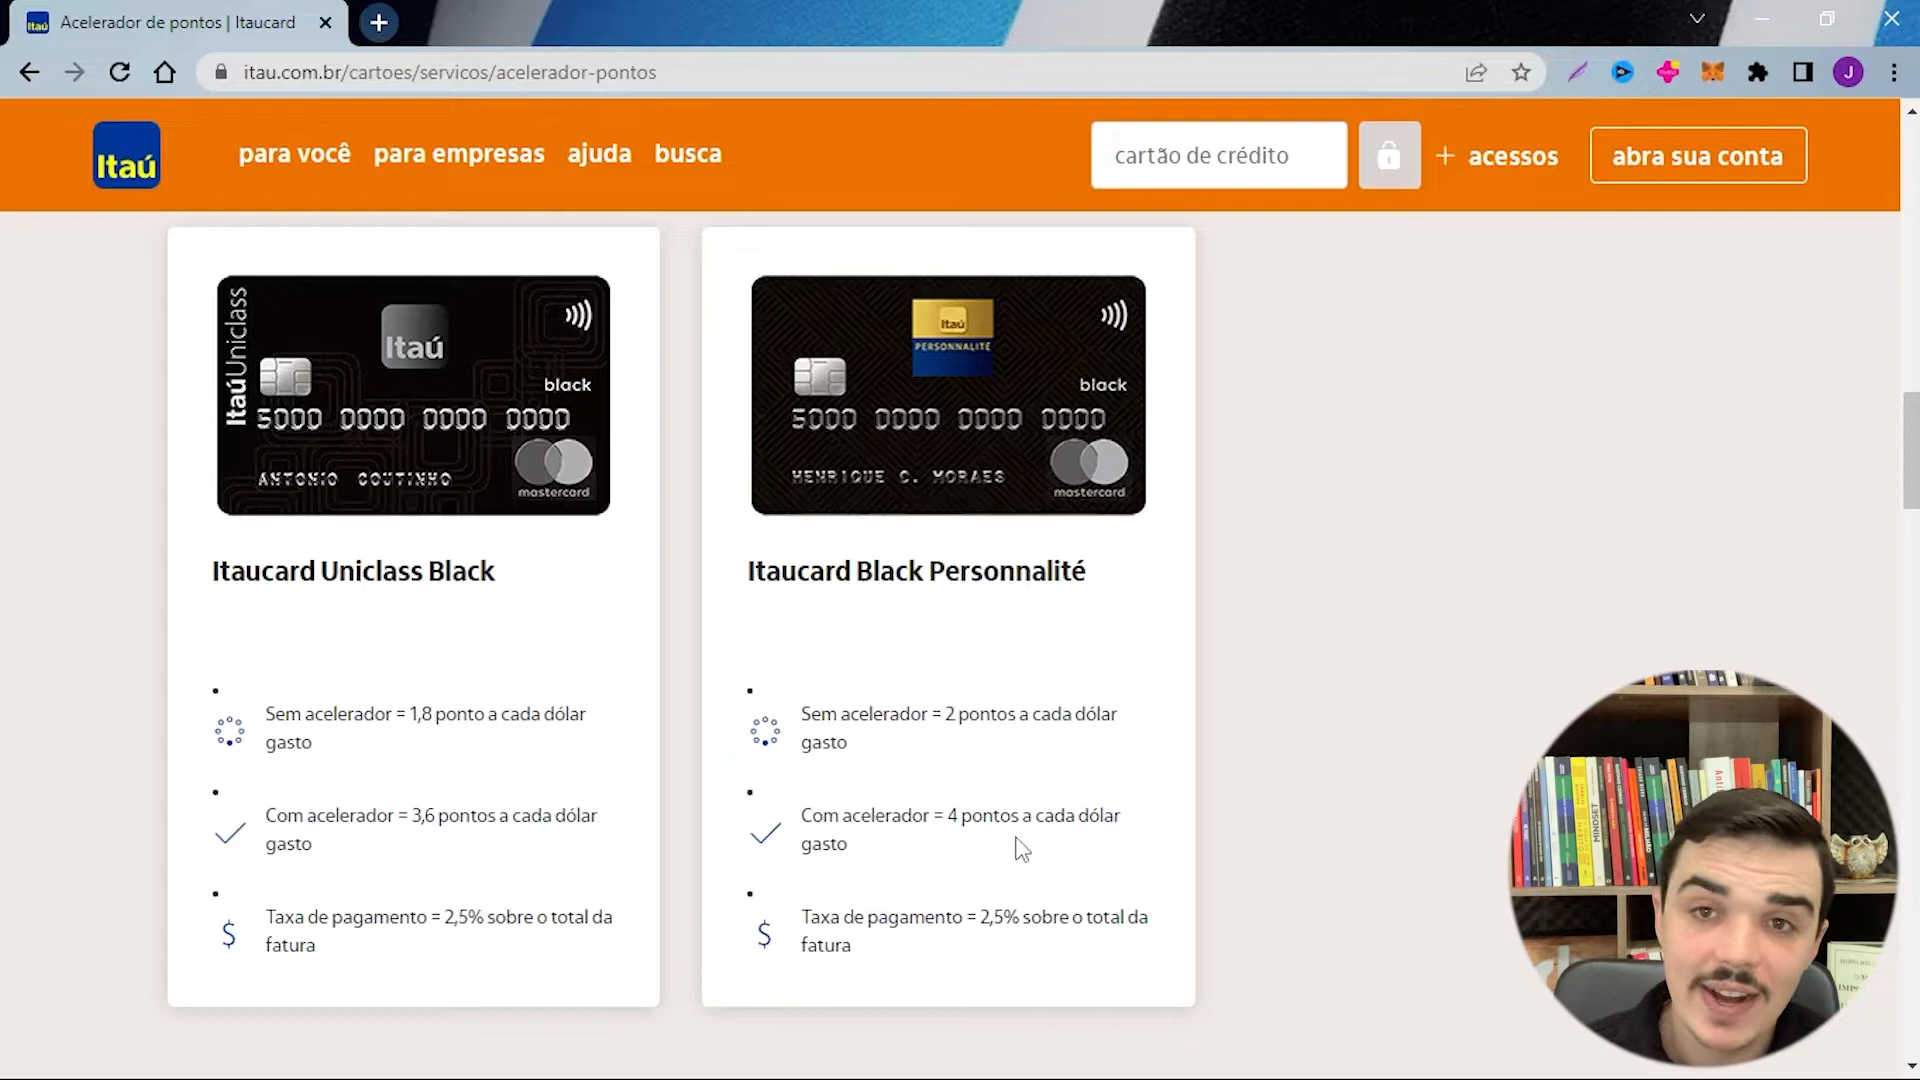 Acelerador de pontos | Itaucard
itau.com.br/cartoes/servicos/acelerador-pontos
J
Itaú
para você
para empresas
ajuda
busca
cartão de crédito
+ acessos
abra sua conta
ItaúUniclass
Itaú
black
5000 0000 0000 0000
ANTONIO COUTINHO
mastercard
Itaucard Uniclass Black
Sem acelerador = 1,8 ponto a cada dólar
gasto
Com acelerador = 3,6 pontos a cada dólar
gasto
$
Taxa de pagamento = 2,5% sobre o total da
fatura
Itaú
PERSONNALITÉ
black
5000 0000 0000 0000
HENRIQUE C. MORAES
mastercard
Itaucard Black Personnalité
Sem acelerador = 2 pontos a cada dólar
gasto
Com acelerador = 4 pontos a cada dólar
gasto
$
Taxa de pagamento = 2,5% sobre o total da
fatura
MINDSET